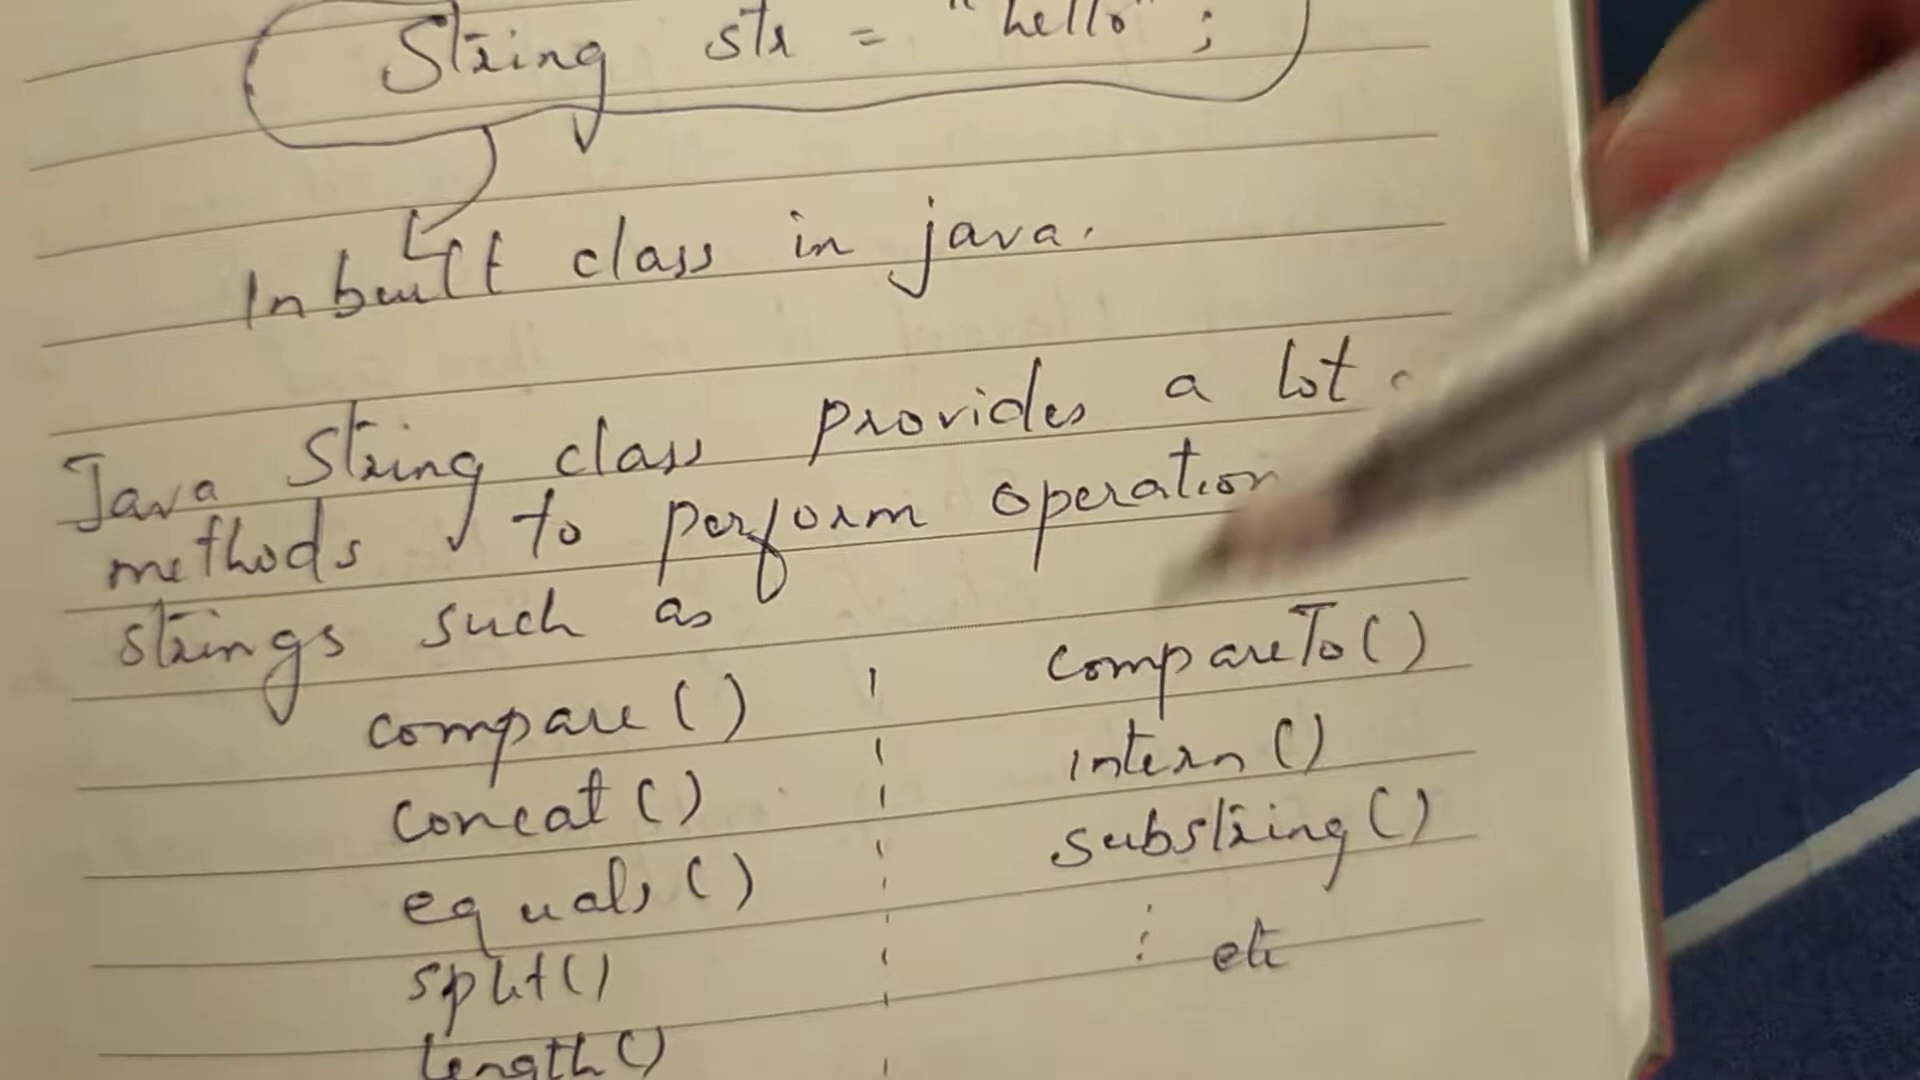 String str = "hello";
Inbuilt class in java.
Java String class provides a lot
methods to perform operation
strings such as
compare() compareTo()
concat() intern()
equals() substring()
split() etc
length()